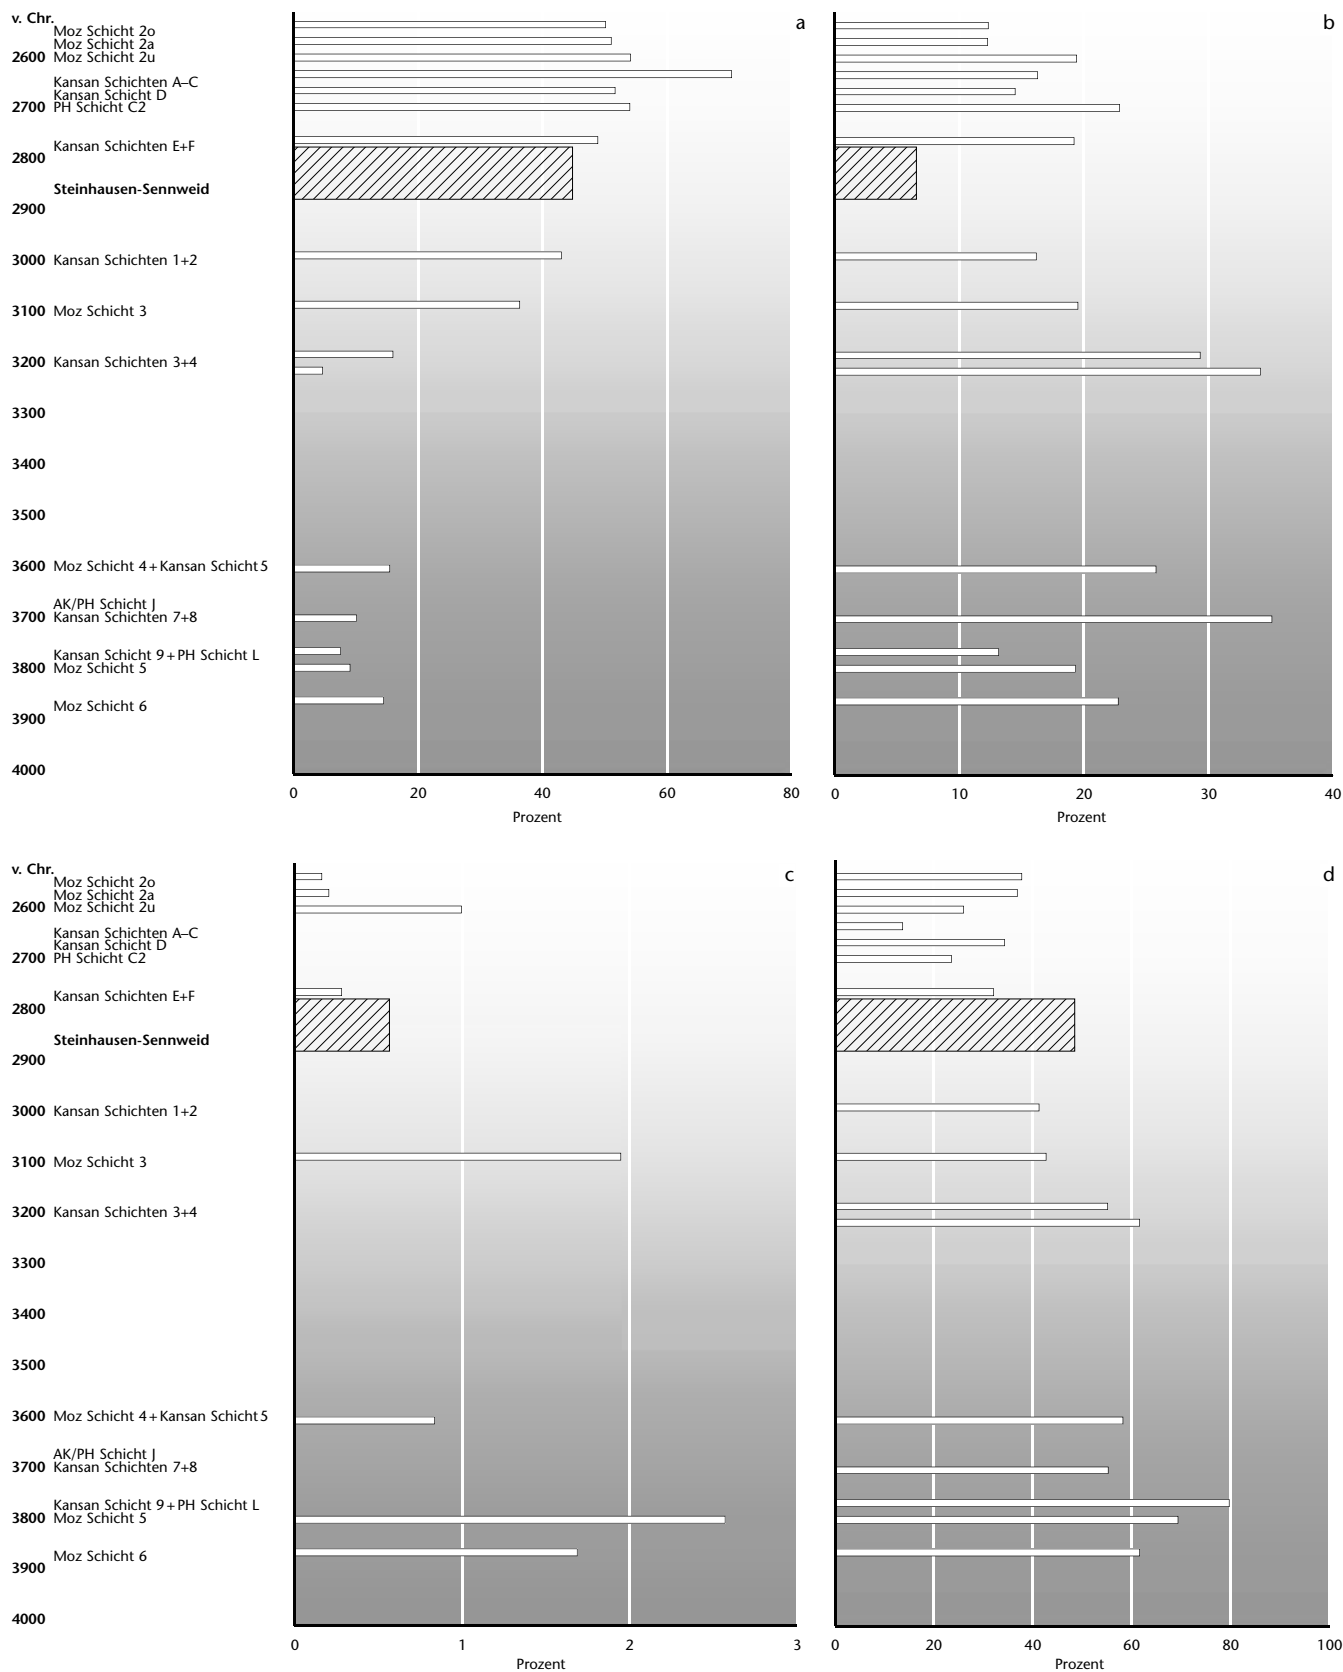 v. Chr.
Moz Schicht 2o
Moz Schicht 2a
2600 Moz Schicht 2u
Kansan Schichten A–C
Kansan Schicht D
2700 PH Schicht C2
Kansan Schichten E+F
2800
Steinhausen-Sennweid
2900
3000 Kansan Schichten 1+2
3100 Moz Schicht 3
3200 Kansan Schichten 3+4
3300
3400
3500
3600 Moz Schicht 4+Kansan Schicht 5
AK/PH Schicht J
3700 Kansan Schichten 7+8
Kansan Schicht 9+PH Schicht L
3800 Moz Schicht 5
Moz Schicht 6
3900
4000
a
0 20 40 60 80
Prozent
b
0 10 20 30 40
Prozent
v. Chr.
Moz Schicht 2o
Moz Schicht 2a
2600 Moz Schicht 2u
Kansan Schichten A–C
Kansan Schicht D
2700 PH Schicht C2
Kansan Schichten E+F
2800
Steinhausen-Sennweid
2900
3000 Kansan Schichten 1+2
3100 Moz Schicht 3
3200 Kansan Schichten 3+4
3300
3400
3500
3600 Moz Schicht 4+Kansan Schicht 5
AK/PH Schicht J
3700 Kansan Schichten 7+8
Kansan Schicht 9+PH Schicht L
3800 Moz Schicht 5
Moz Schicht 6
3900
4000
c
0 1 2 3
Prozent
d
0 20 40 60 80 100
Prozent